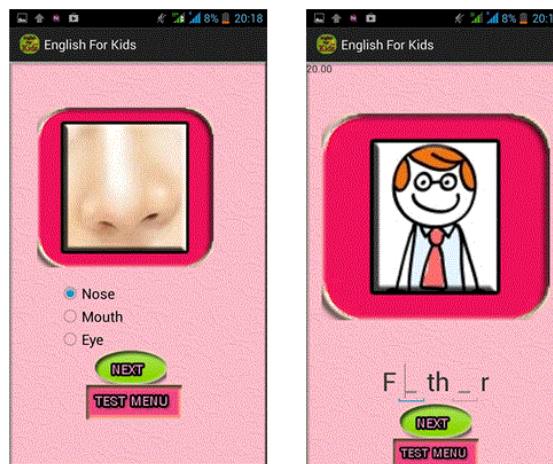 8% 20:18
English For Kids
Nose
Mouth
Eye
NEXT
TEST MENU
8% 20:1
English For Kids
20.00
F _ th _ r
NEXT
TEST MENU